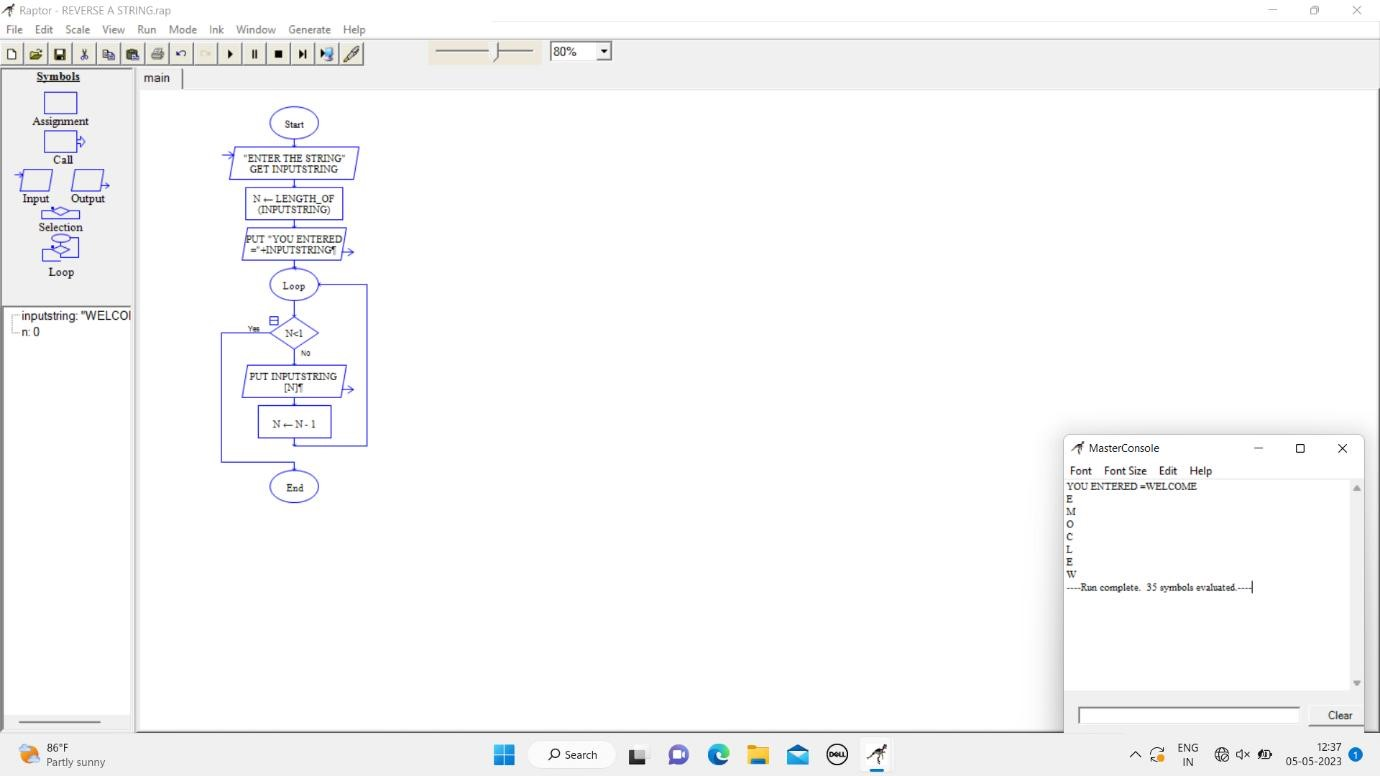 Raptor - REVERSE A STRING.rap
File Edit Scale View Run Mode Ink Window Generate Help
80%
Symbols
main
Assignment
Call
Input Output
Selection
Loop
inputstring: "WELCO
n: 0
Start
"ENTER THE STRING"
GET INPUTSTRING
N ← LENGTH_OF
(INPUTSTRING)
PUT "YOU ENTERED
="+INPUTSTRING¶
Loop
Yes
N<1
No
PUT INPUTSTRING
[N]¶
N ← N - 1
End
MasterConsole
Font Font Size Edit Help
YOU ENTERED =WELCOME
E
M
O
C
L
E
W
----Run complete. 35 symbols evaluated.----
Clear
86°F
Partly sunny
Search
DELL
ENG
IN
12:37
05-05-2023
1